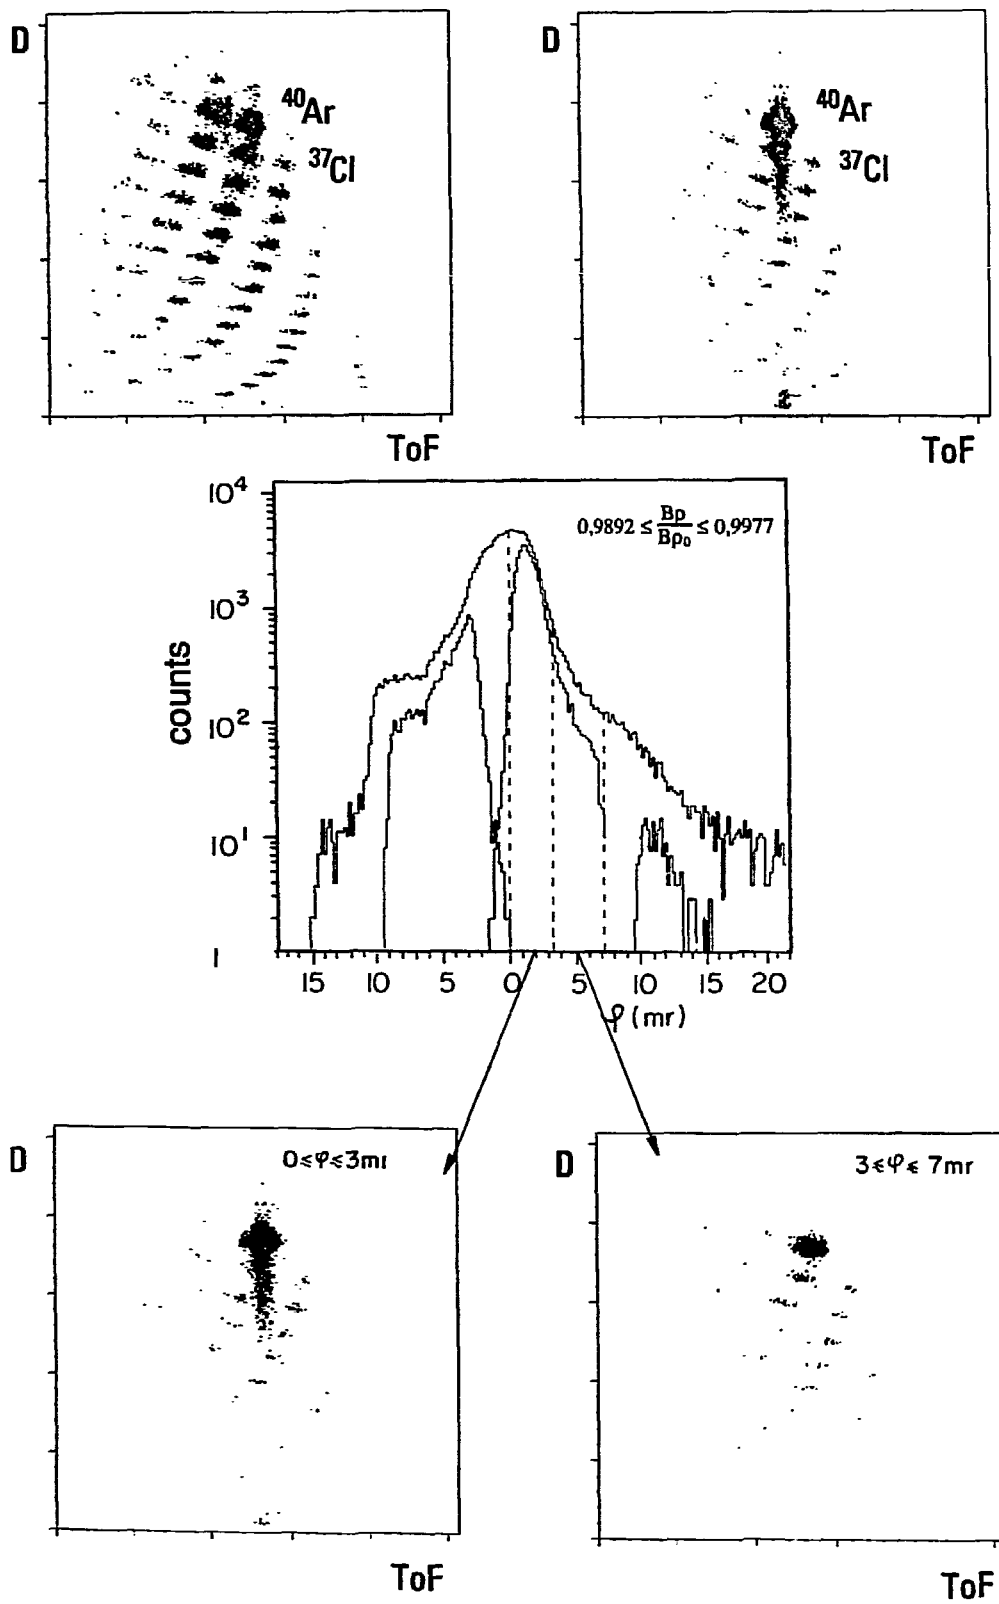 D
⁴⁰Ar
³⁷Cl
ToF
D
⁴⁰Ar
³⁷Cl
ToF
0,9892 ≤ Bρ/Bρ₀ ≤ 0,9977
counts
10⁴
10³
10²
10¹
1
15 10 5 0 5 10 15 20
φ (mr)
D
0≤φ≤3mr
ToF
D
3≤φ≤ 7mr
ToF